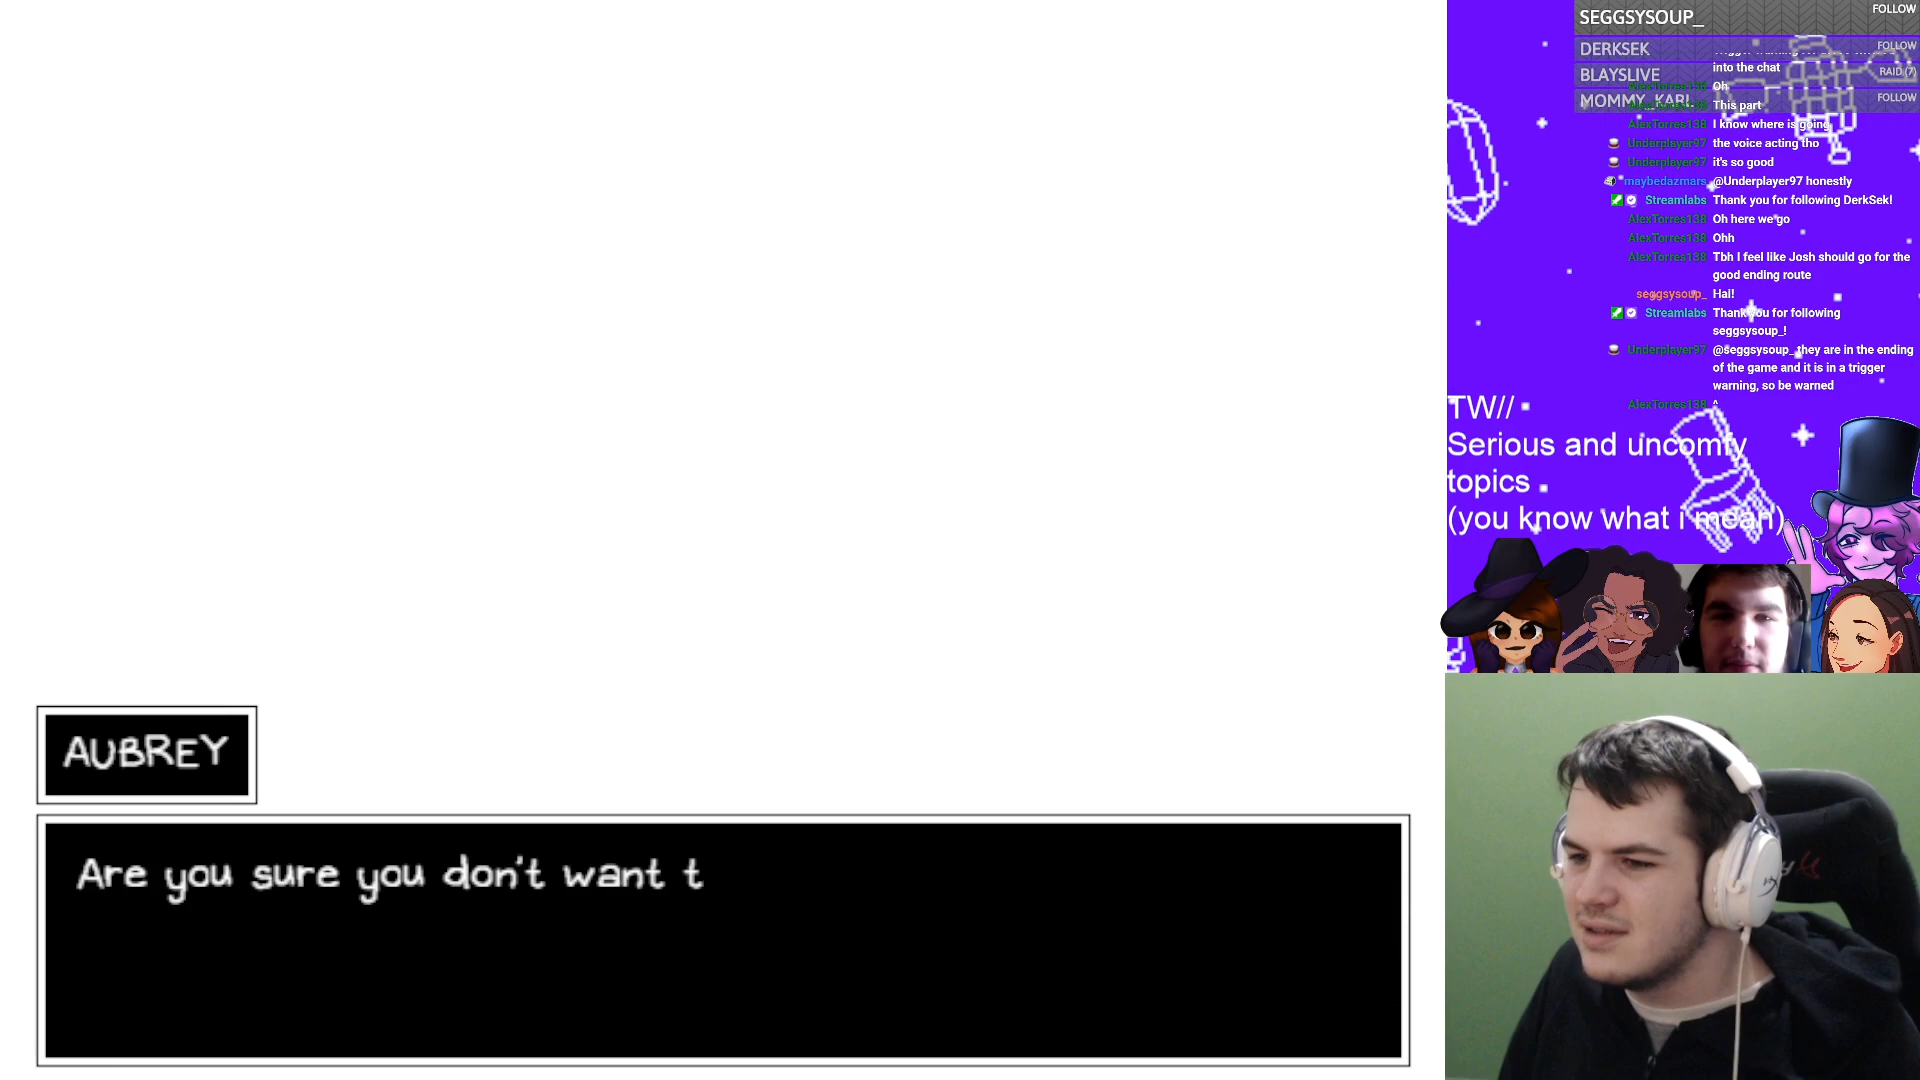 AUBREY
Are you sure you don't want t
SEGGSYSOUP_ FOLLOW
DERKSEK FOLLOW
BLAYSLIVE RAID (7)
MOMMY_KARI_ FOLLOW
into the chat
AlexTorres138 Oh
AlexTorres138 This part
AlexTorres138 I know where is going
Underplayer97 the voice acting tho
Underplayer97 it's so good
maybedazmars @Underplayer97 honestly
Streamlabs Thank you for following DerkSek!
AlexTorres138 Oh here we go
AlexTorres138 Ohh
AlexTorres138 Tbh I feel like Josh should go for the
good ending route
seggsysoup_ Hai!
Streamlabs Thank you for following
seggsysoup_!
Underplayer97 @seggsysoup_ they are in the ending
of the game and it is in a trigger
warning, so be warned
AlexTorres138 ^
TW//
Serious and uncomfy
topics
(you know what i mean)